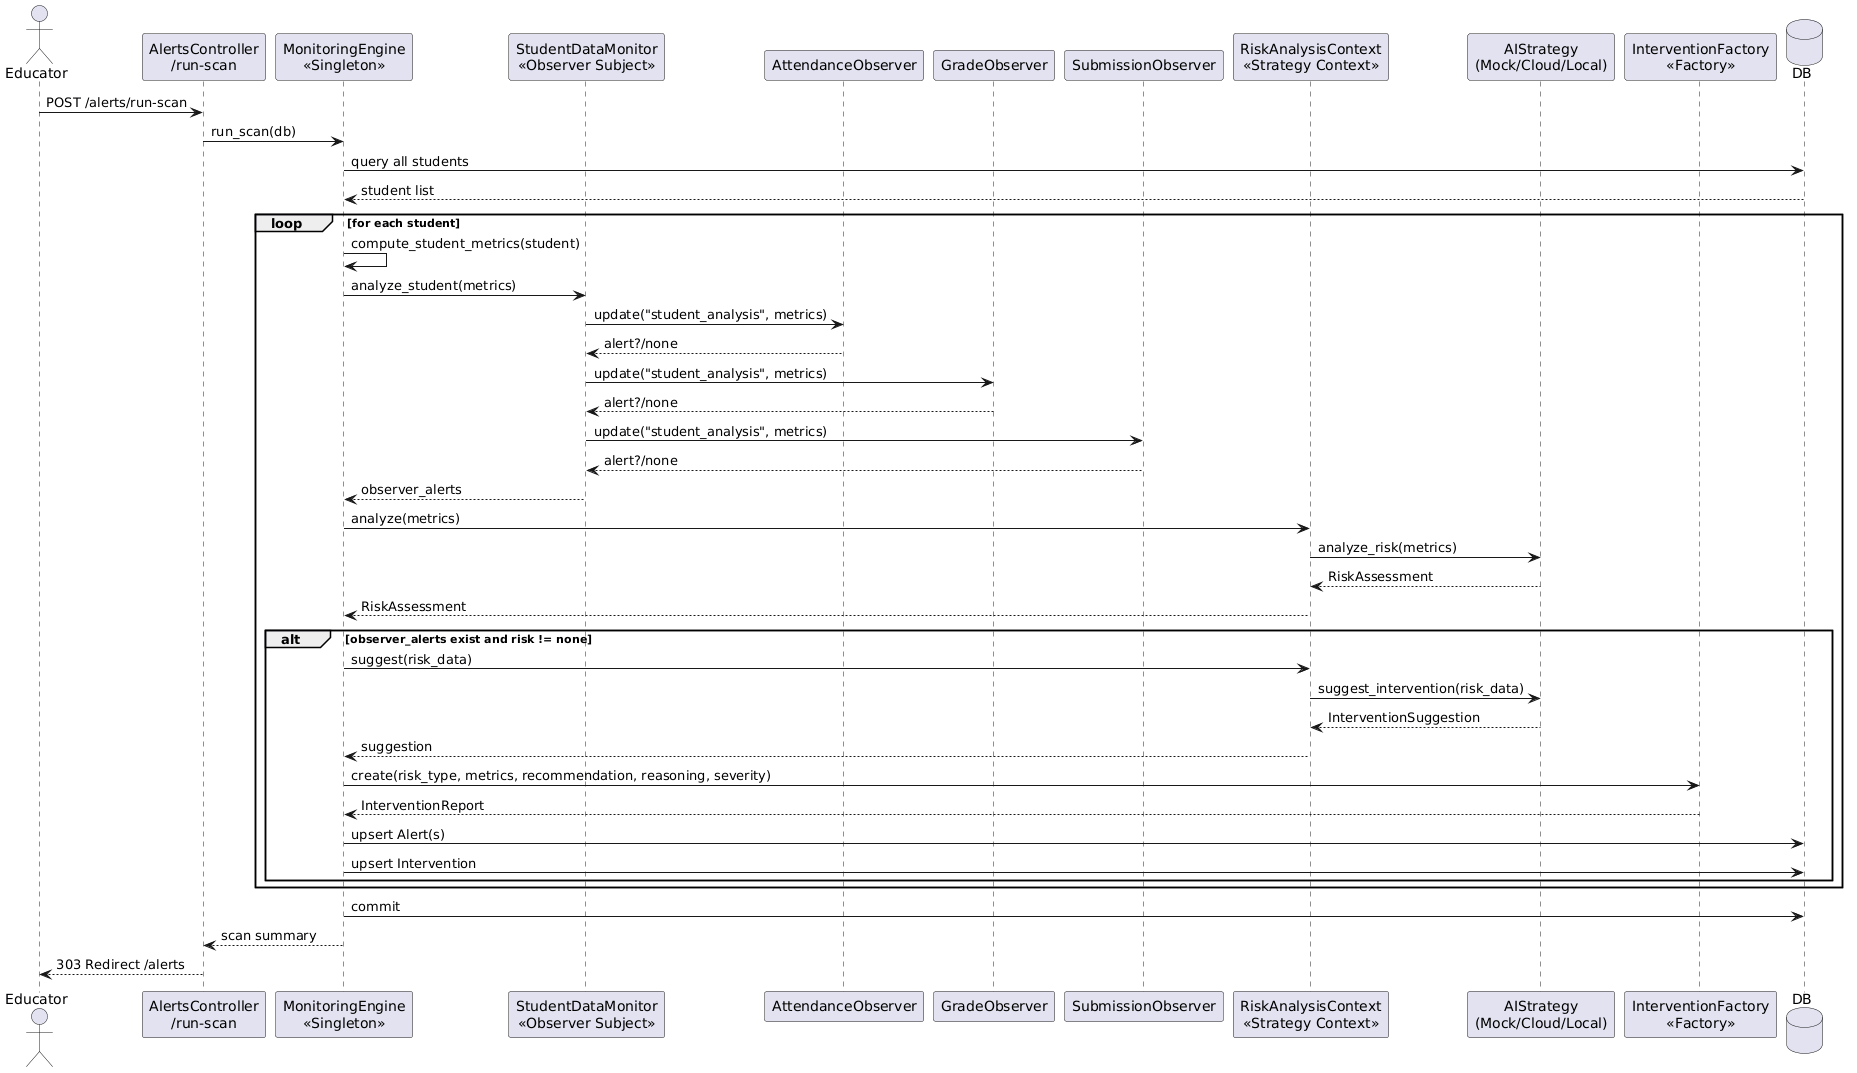 Educator
AlertsController
/run-scan
MonitoringEngine
«Singleton»
StudentDataMonitor
«Observer Subject»
AttendanceObserver
GradeObserver
SubmissionObserver
RiskAnalysisContext
«Strategy Context»
AIStrategy
(Mock/Cloud/Local)
InterventionFactory
«Factory»
DB
POST /alerts/run-scan
run_scan(db)
query all students
student list
loop [for each student]
compute_student_metrics(student)
analyze_student(metrics)
update("student_analysis", metrics)
alert?/none
update("student_analysis", metrics)
alert?/none
update("student_analysis", metrics)
alert?/none
observer_alerts
analyze(metrics)
analyze_risk(metrics)
RiskAssessment
RiskAssessment
alt [observer_alerts exist and risk != none]
suggest(risk_data)
suggest_intervention(risk_data)
InterventionSuggestion
suggestion
create(risk_type, metrics, recommendation, reasoning, severity)
InterventionReport
upsert Alert(s)
upsert Intervention
commit
scan summary
303 Redirect /alerts
Educator
AlertsController
/run-scan
MonitoringEngine
«Singleton»
StudentDataMonitor
«Observer Subject»
AttendanceObserver
GradeObserver
SubmissionObserver
RiskAnalysisContext
«Strategy Context»
AIStrategy
(Mock/Cloud/Local)
InterventionFactory
«Factory»
DB